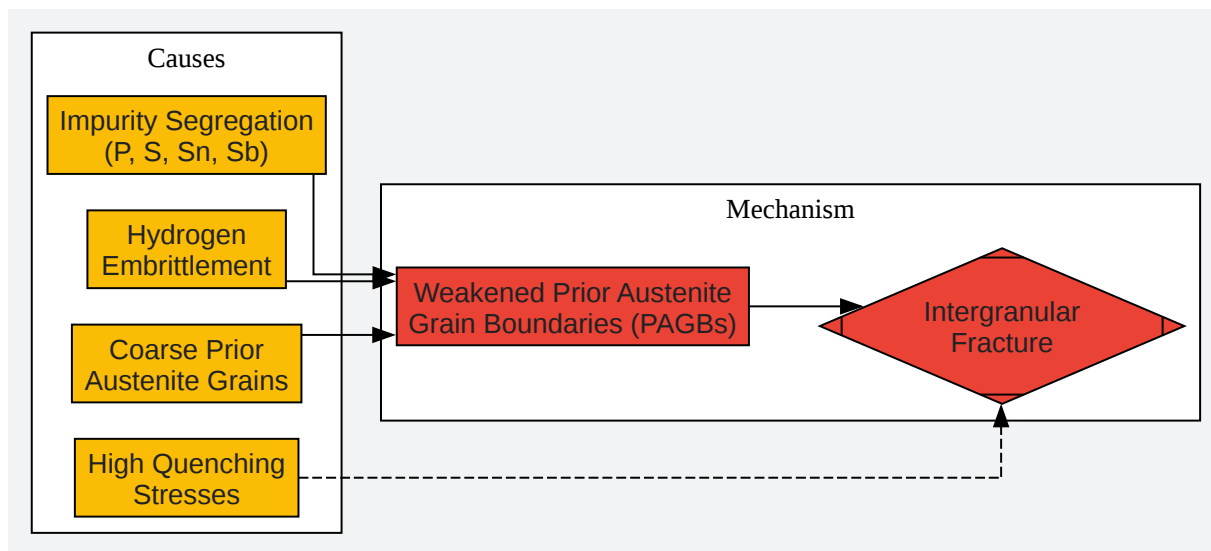 Causes
Impurity Segregation
(P, S, Sn, Sb)
Hydrogen
Embrittlement
Coarse Prior
Austenite Grains
High Quenching
Stresses
Mechanism
Weakened Prior Austenite
Grain Boundaries (PAGBs)
Intergranular
Fracture